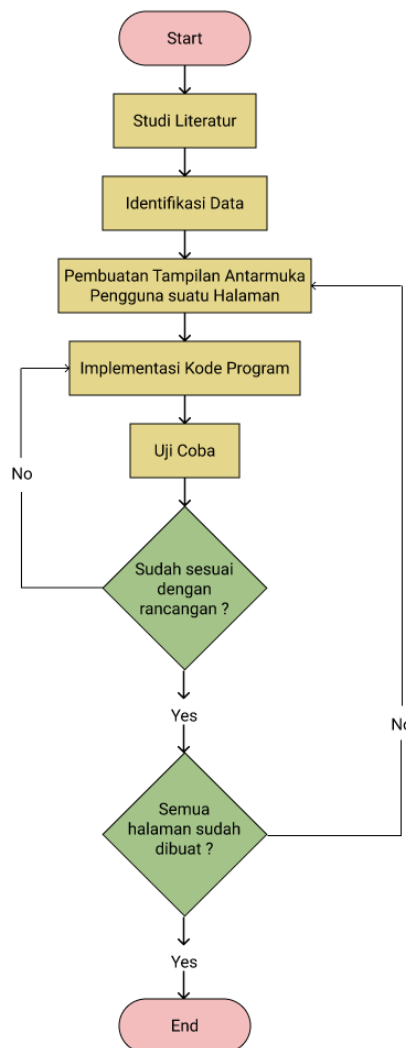 Start
Studi Literatur
Identifikasi Data
Pembuatan Tampilan Antarmuka
Pengguna suatu Halaman
Implementasi Kode Program
Uji Coba
No
Sudah sesuai
dengan
rancangan ?
Yes
No
Semua
halaman sudah
dibuat ?
Yes
End